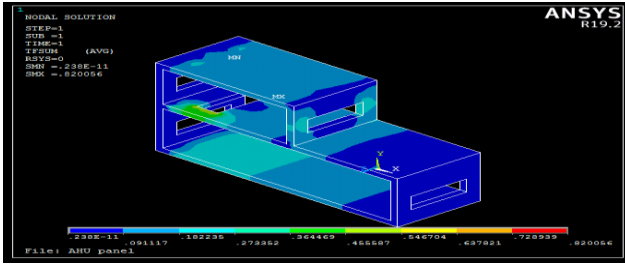 1
NODAL SOLUTION
STEP=1
SUB =1
TIME=1
TFSUM (AVG)
RSYS=0
SMN =.238E-11
SMX =.820056
ANSYS
R19.2
MN
MX
Y
X
.238E-11 .182235 .364469 .546704 .728939
.091117 .273352 .455587 .637821 .820056
File: AHU panel